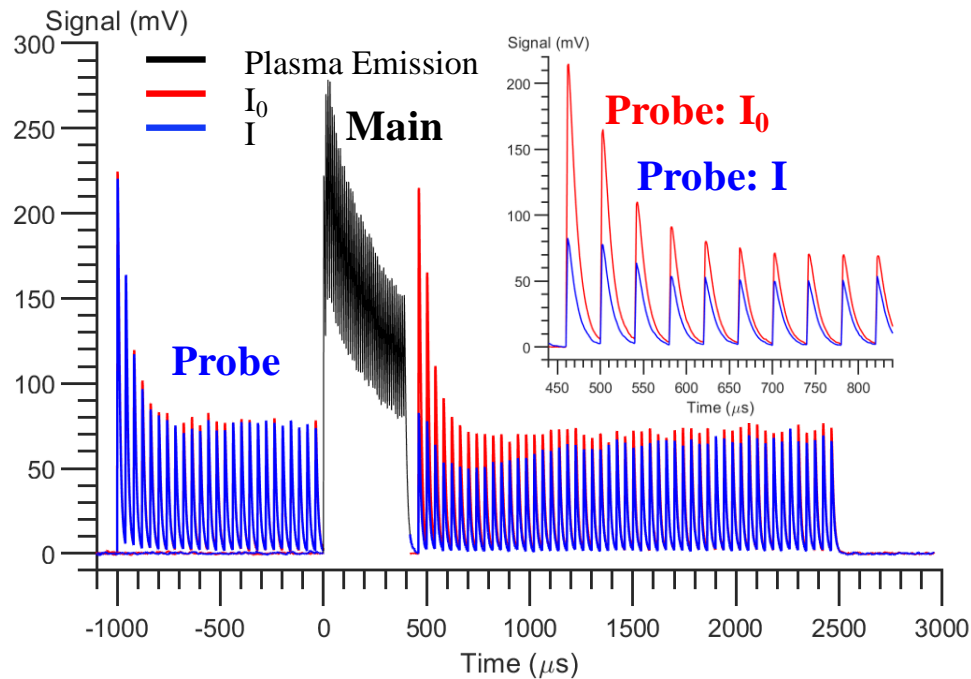 Signal (mV)
300
250
200
150
100
50
0
Plasma Emission
I₀
I
Main
Probe
-1000
-500
0
500
1000
1500
2000
2500
3000
Time (μs)
Signal (mV)
200
150
100
50
0
Probe: I₀
Probe: I
450
500
550
600
650
700
750
800
Time (μs)